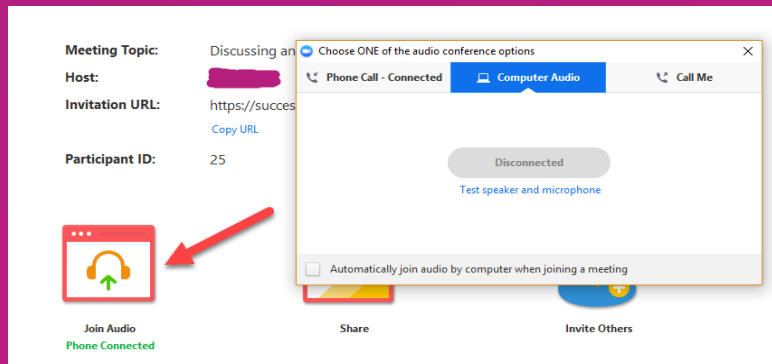 Meeting Topic: Discussing an
Host:
Invitation URL: https://succes
Copy URL
Participant ID: 25
Choose ONE of the audio conference options
Phone Call - Connected Computer Audio Call Me
Disconnected
Test speaker and microphone
Automatically join audio by computer when joining a meeting
Join Audio Share Invite Others
Phone Connected